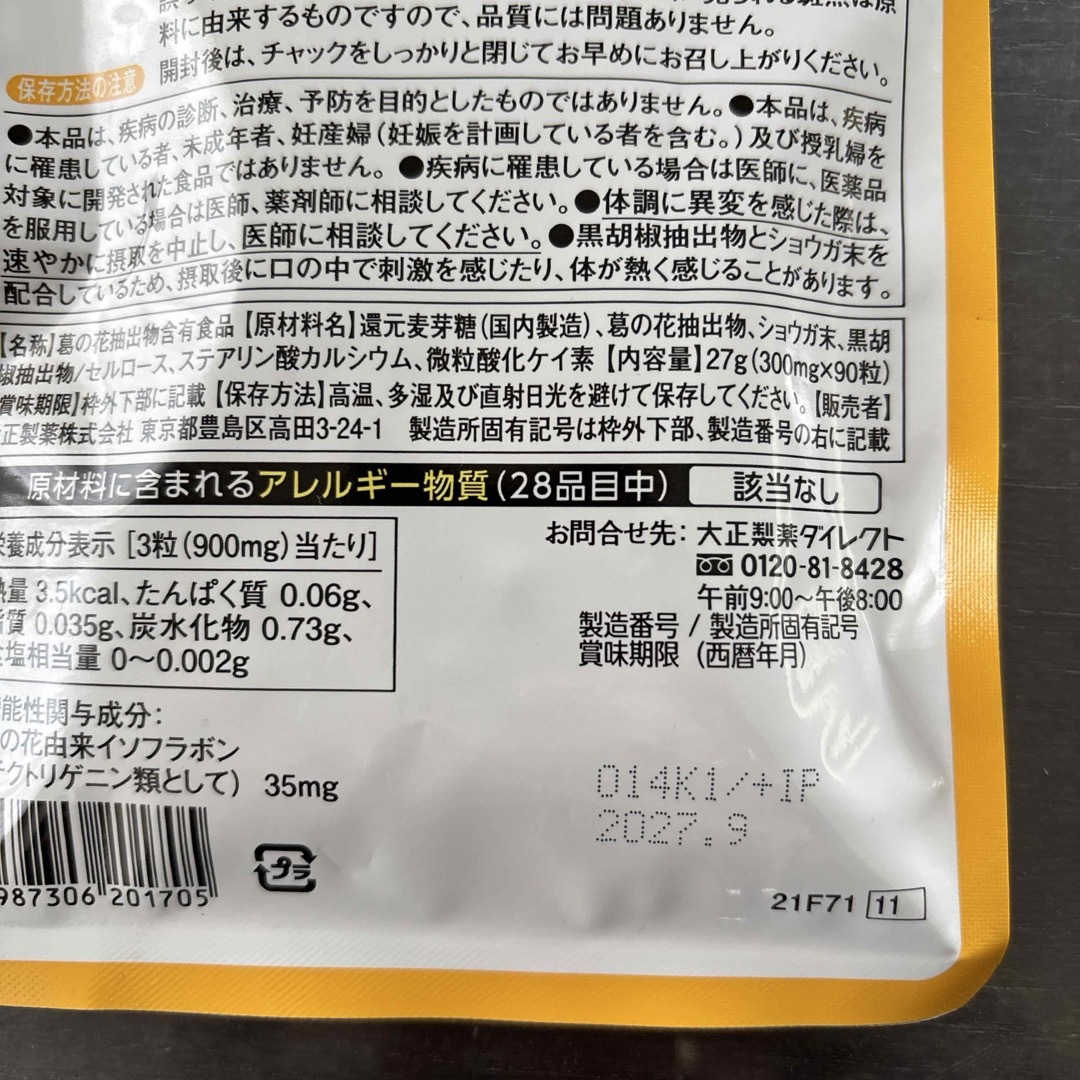 料に由来するものですので、品質には問題ありません。
開封後は、チャックをしっかりと閉じてお早めにお召し上がりください。
保存方法の注意
●本品は、疾病の診断、治療、予防を目的としたものではありません。●本品は、疾病
に罹患している者、未成年者、妊産婦(妊娠を計画している者を含む。)及び授乳婦を
対象に開発された食品ではありません。●疾病に罹患している場合は医師に、医薬品
を服用している場合は医師、薬剤師に相談してください。●体調に異変を感じた際は、
速やかに摂取を中止し、医師に相談してください。●黒胡椒抽出物とショウガ末を
配合しているため、摂取後に口の中で刺激を感じたり、体が熱く感じることがあります。
【名称】葛の花抽出物含有食品【原材料名】還元麦芽糖(国内製造)、葛の花抽出物、ショウガ末、黒胡
椒抽出物/セルロース、ステアリン酸カルシウム、微粒酸化ケイ素【内容量】27g(300mg×90粒)
賞味期限】枠外下部に記載【保存方法】高温、多湿及び直射日光を避けて保存してください。【販売者】
正製薬株式会社 東京都豊島区高田3-24-1 製造所固有記号は枠外下部、製造番号の右に記載
原材料に含まれるアレルギー物質(28品目中) 該当なし
栄養成分表示[3粒(900mg)当たり]
熱量 3.5kcal、たんぱく質 0.06g、
脂質 0.035g、炭水化物 0.73g、
食塩相当量 0〜0.002g
お問合せ先:大正製薬ダイレクト
0120-81-8428
午前9:00〜午後8:00
製造番号/製造所固有記号
賞味期限(西暦年月)
機能性関与成分:
の花由来イソフラボン
テクトリゲニン類として) 35mg
014K1/+IP
2027.9
987306 201705
プラ
21F71 11